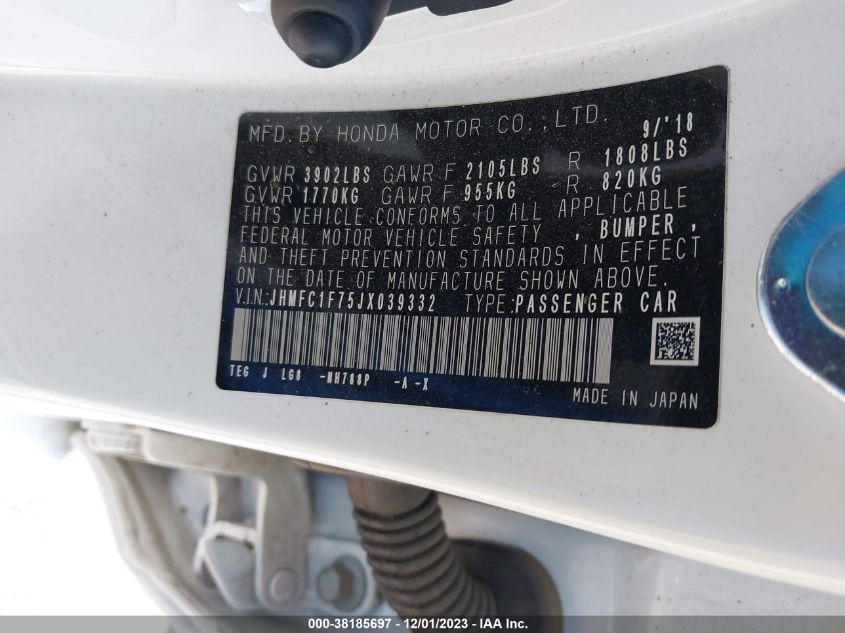 MFD. BY HONDA MOTOR CO., LTD. 9/'18
GVWR 3902LBS GAWR F 2105LBS R 1808LBS
GVWR 1770KG GAWR F 955KG R 820KG
THIS VEHICLE CONFORMS TO ALL APPLICABLE
FEDERAL MOTOR VEHICLE SAFETY , BUMPER ,
AND THEFT PREVENTION STANDARDS IN EFFECT
ON THE DATE OF MANUFACTURE SHOWN ABOVE.
V.I.N: JHMFC1F75JX039332 TYPE:PASSENGER CAR
TEG J LG8 -NH788P -A -X
MADE IN JAPAN
000-38185697 - 12/01/2023 - IAA Inc.